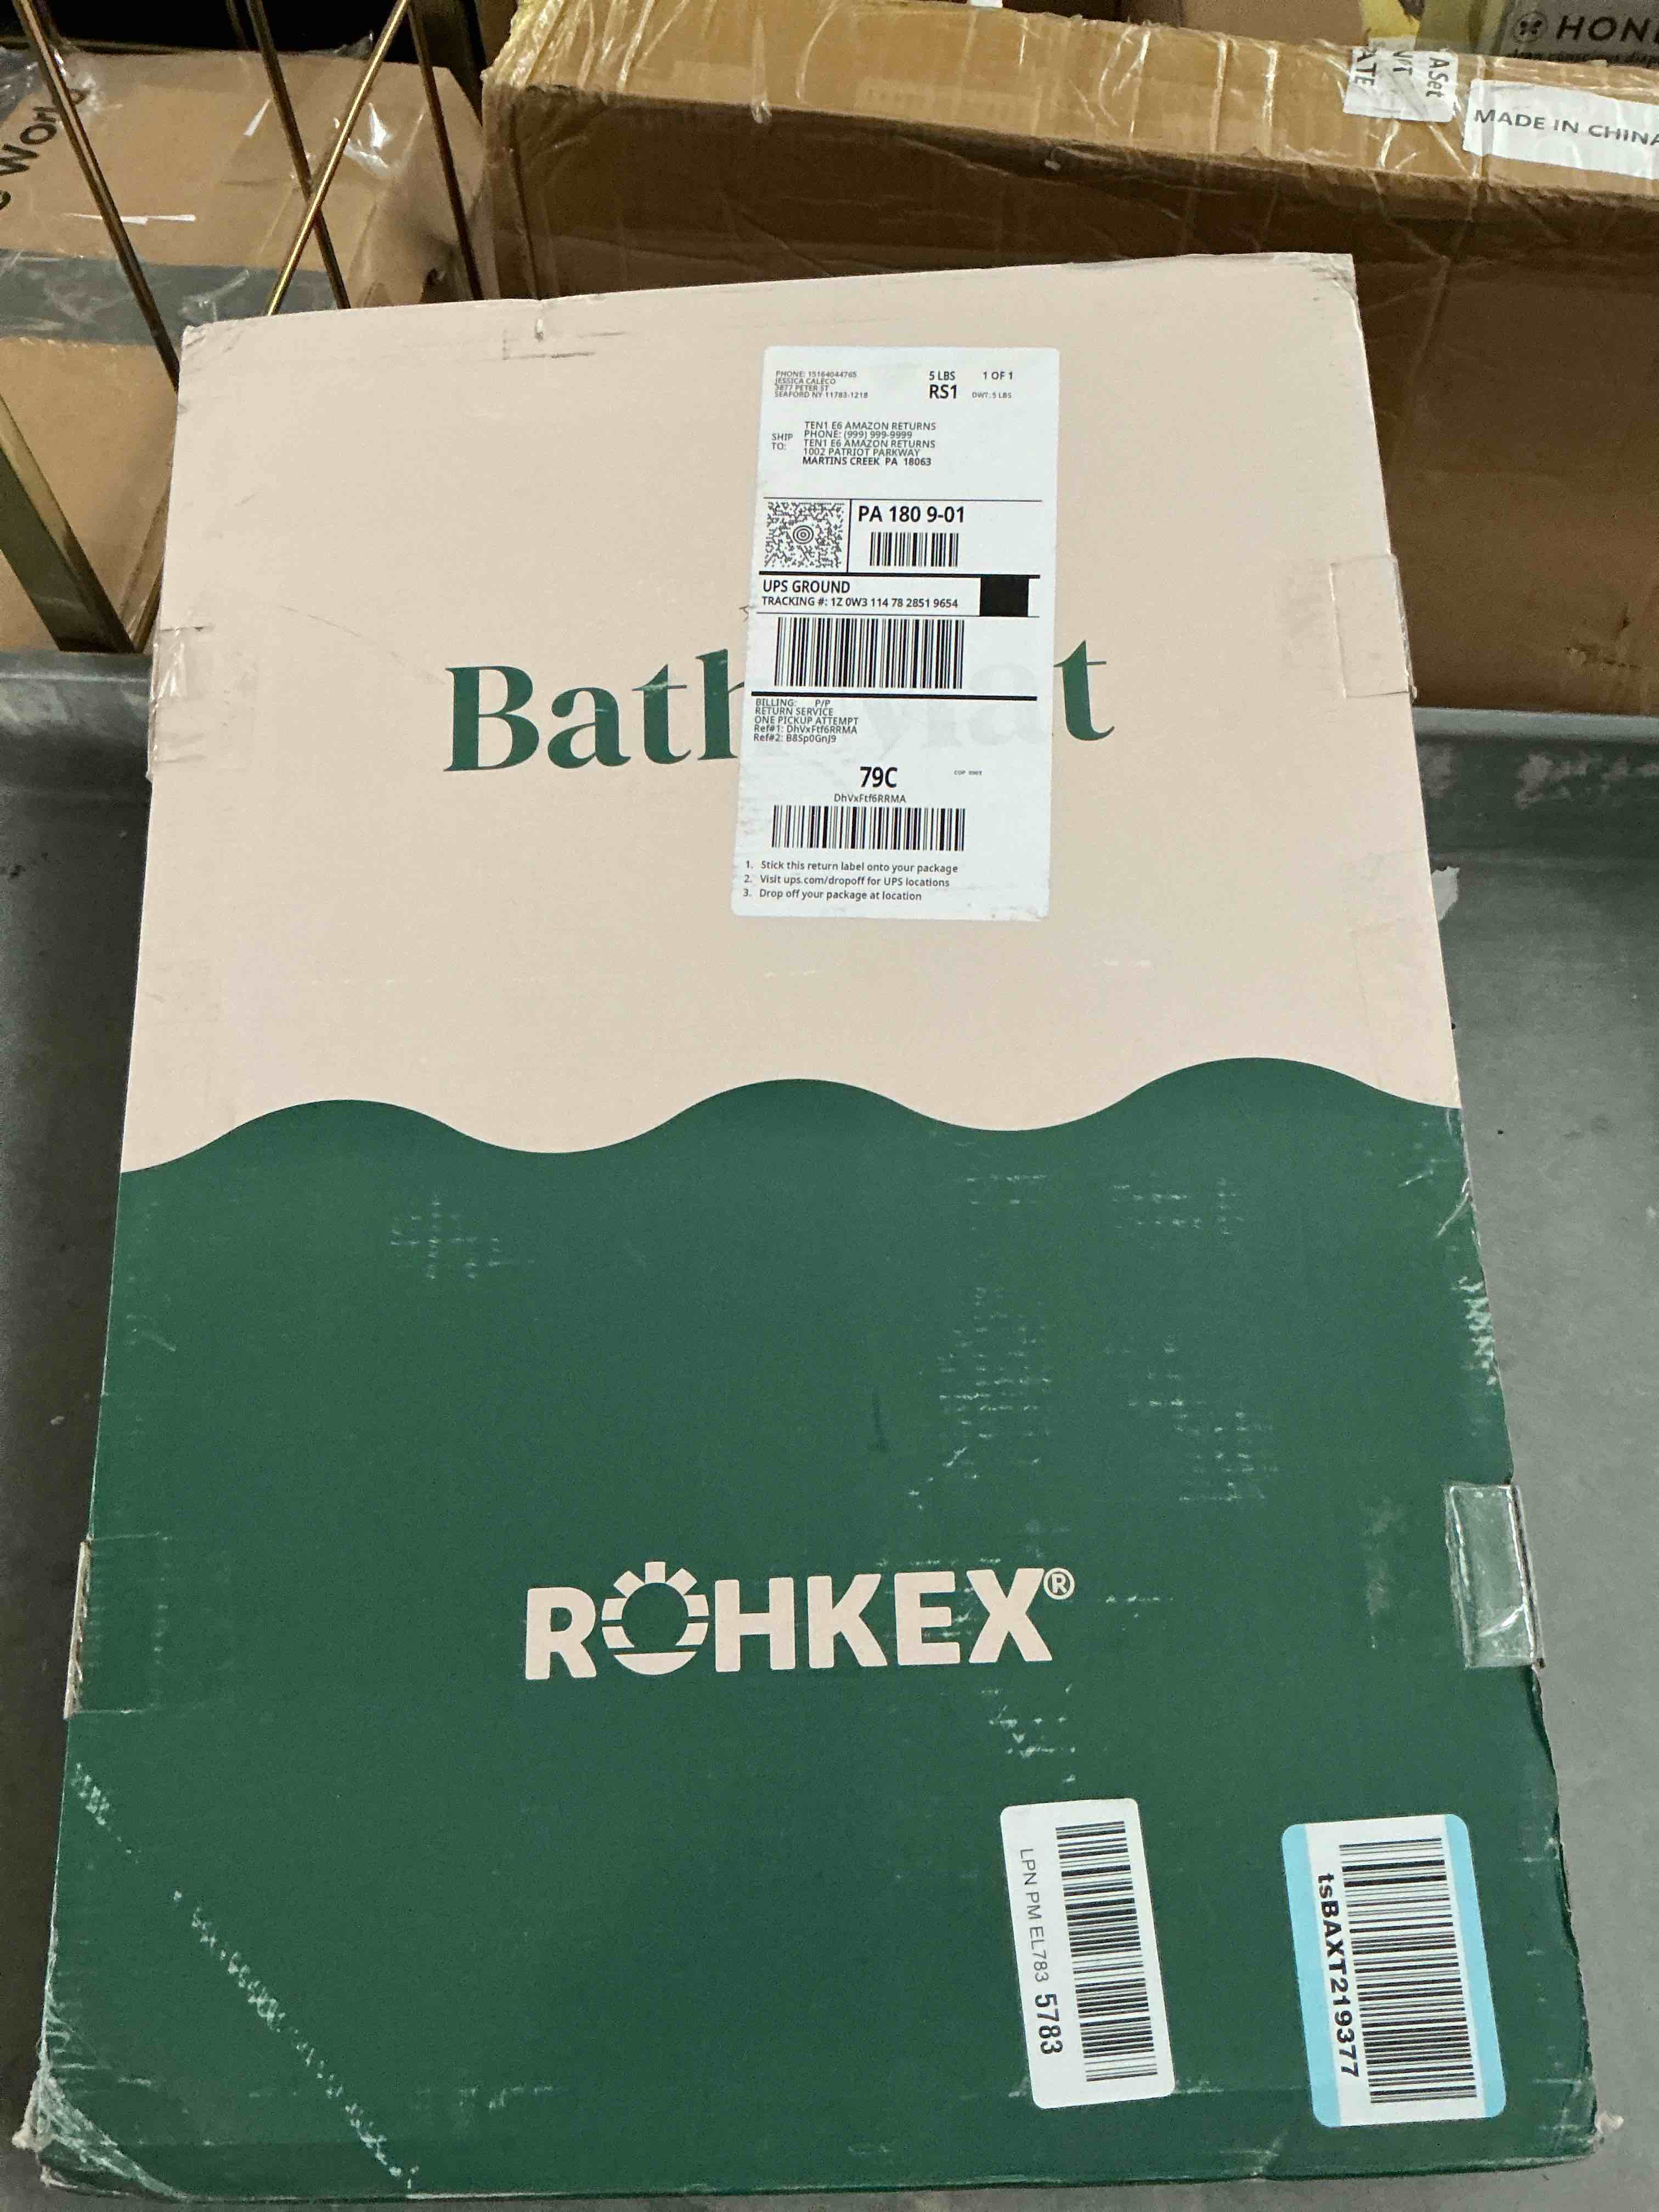 HON
MADE IN CHINA
ASet
ATE
PHONE: 15164044765
JESSICA CALECO
3877 PETER ST
SEAFORD NY 11783-1218
5 LBS 1 OF 1
RS1 DWT: 5 LBS
SHIP TO:
TEN1 E6 AMAZON RETURNS
PHONE: (999) 999-9999
TEN1 E6 AMAZON RETURNS
1002 PATRIOT PARKWAY
MARTINS CREEK PA 18063
PA 180 9-01
UPS GROUND
TRACKING #: 1Z 0W3 114 78 2851 9654
Bath Mat
BILLING: P/P
RETURN SERVICE
ONE PICKUP ATTEMPT
Ref#1: DhVxFtf6RRMA
Ref#2: B8Sp0GnJ9
79C
DhVxFtf6RRMA
1. Stick this return label onto your package
2. Visit ups.com/dropoff for UPS locations
3. Drop off your package at location
ROHKEX®
LPN PM EL783 5783
tsBAXT219377